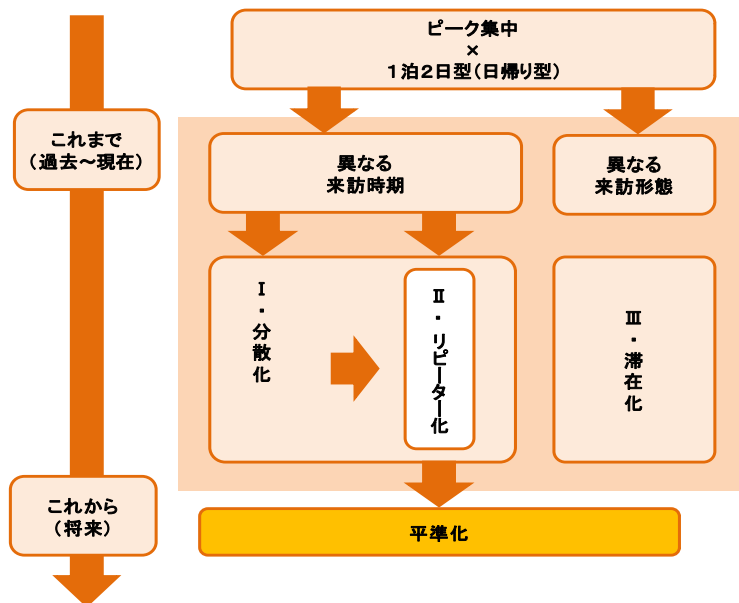 ピーク集中
×
１泊２日型（日帰り型）
これまで
（過去～現在）
異なる
来訪時期
異なる
来訪形態
Ⅰ・分散化
Ⅱ・リピーター化
Ⅲ・滞在化
これから
（将来）
平準化